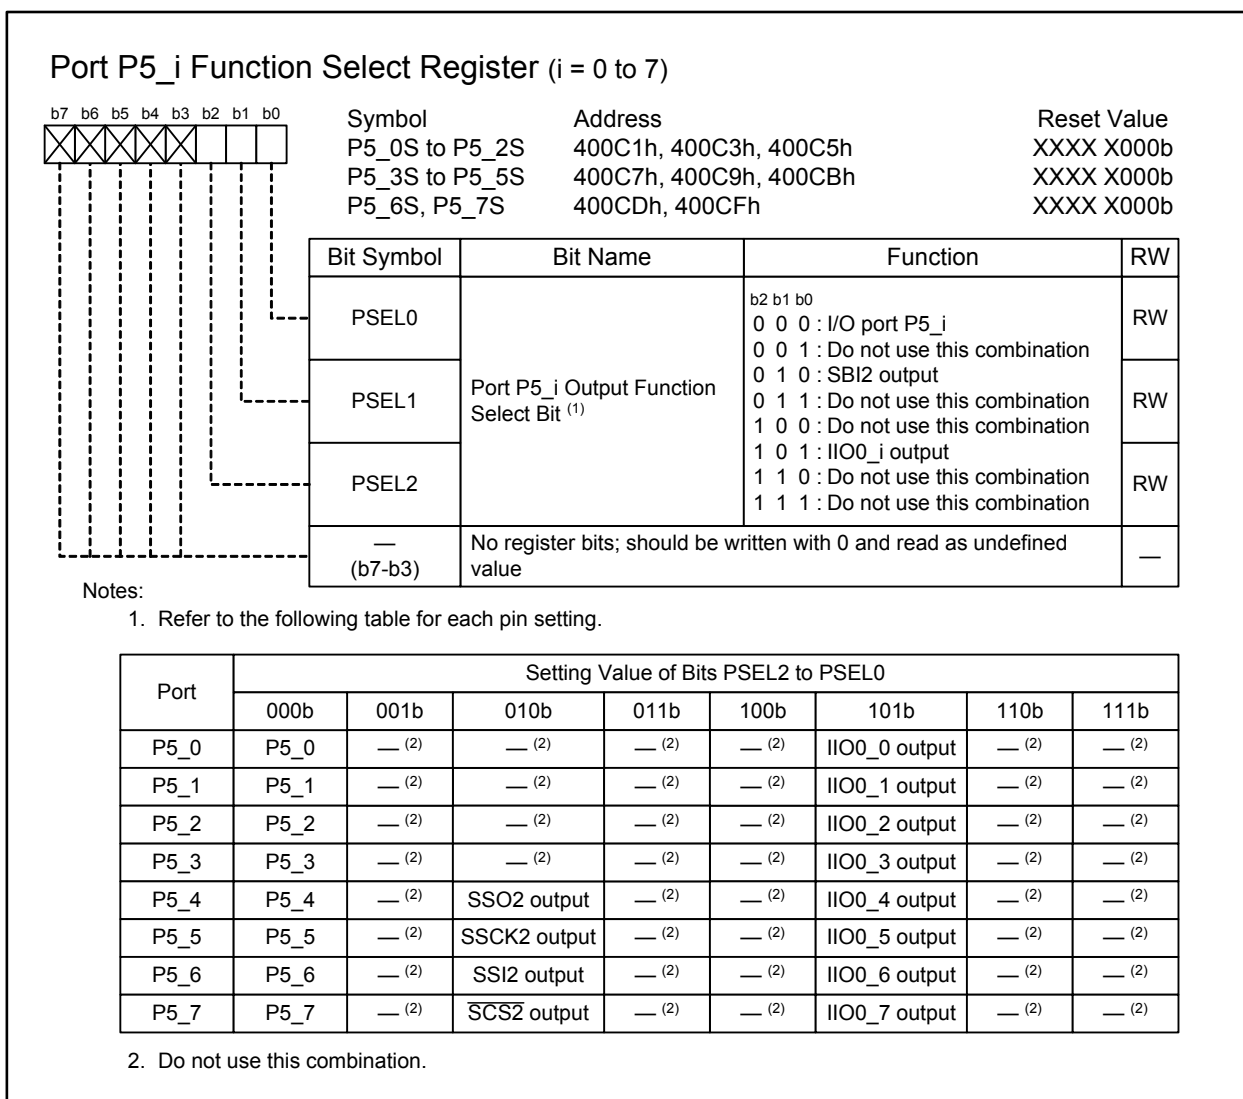 Port P5_i Function Select Register (i = 0 to 7)
b7 b6 b5 b4 b3 b2 b1 b0
Symbol Address Reset Value
P5_0S to P5_2S 400C1h, 400C3h, 400C5h XXXX X000b
P5_3S to P5_5S 400C7h, 400C9h, 400CBh XXXX X000b
P5_6S, P5_7S 400CDh, 400CFh XXXX X000b
Bit Symbol Bit Name Function RW
PSEL0 RW
PSEL1 RW
PSEL2 RW
Port P5_i Output Function
Select Bit (1)
b2 b1 b0
0 0 0 : I/O port P5_i
0 0 1 : Do not use this combination
0 1 0 : SBI2 output
0 1 1 : Do not use this combination
1 0 0 : Do not use this combination
1 0 1 : IIO0_i output
1 1 0 : Do not use this combination
1 1 1 : Do not use this combination
—
(b7-b3)
No register bits; should be written with 0 and read as undefined
value
—
Notes:
1. Refer to the following table for each pin setting.
Port Setting Value of Bits PSEL2 to PSEL0
000b 001b 010b 011b 100b 101b 110b 111b
P5_0 P5_0 — (2) — (2) — (2) — (2) IIO0_0 output — (2) — (2)
P5_1 P5_1 — (2) — (2) — (2) — (2) IIO0_1 output — (2) — (2)
P5_2 P5_2 — (2) — (2) — (2) — (2) IIO0_2 output — (2) — (2)
P5_3 P5_3 — (2) — (2) — (2) — (2) IIO0_3 output — (2) — (2)
P5_4 P5_4 — (2) SSO2 output — (2) — (2) IIO0_4 output — (2) — (2)
P5_5 P5_5 — (2) SSCK2 output — (2) — (2) IIO0_5 output — (2) — (2)
P5_6 P5_6 — (2) SSI2 output — (2) — (2) IIO0_6 output — (2) — (2)
P5_7 P5_7 — (2) S̅C̅S̅2̅ output — (2) — (2) IIO0_7 output — (2) — (2)
2. Do not use this combination.